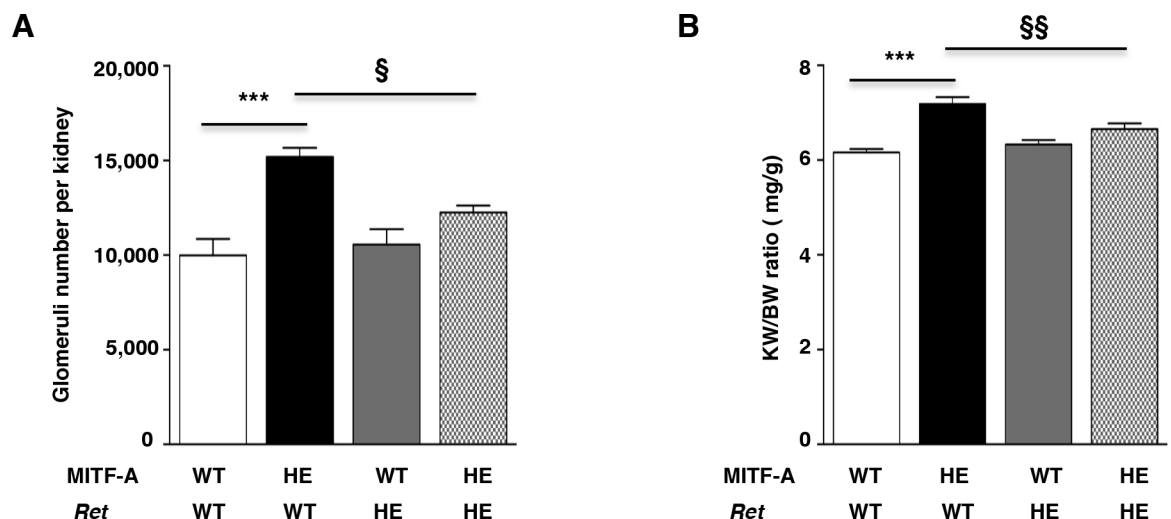 A
Glomeruli number per kidney
20,000
15,000
10,000
5,000
0
***
§
MITF-A WT HE WT HE
Ret WT WT HE HE
B
KW/BW ratio ( mg/g)
8
6
4
2
0
***
§§
MITF-A WT HE WT HE
Ret WT WT HE HE